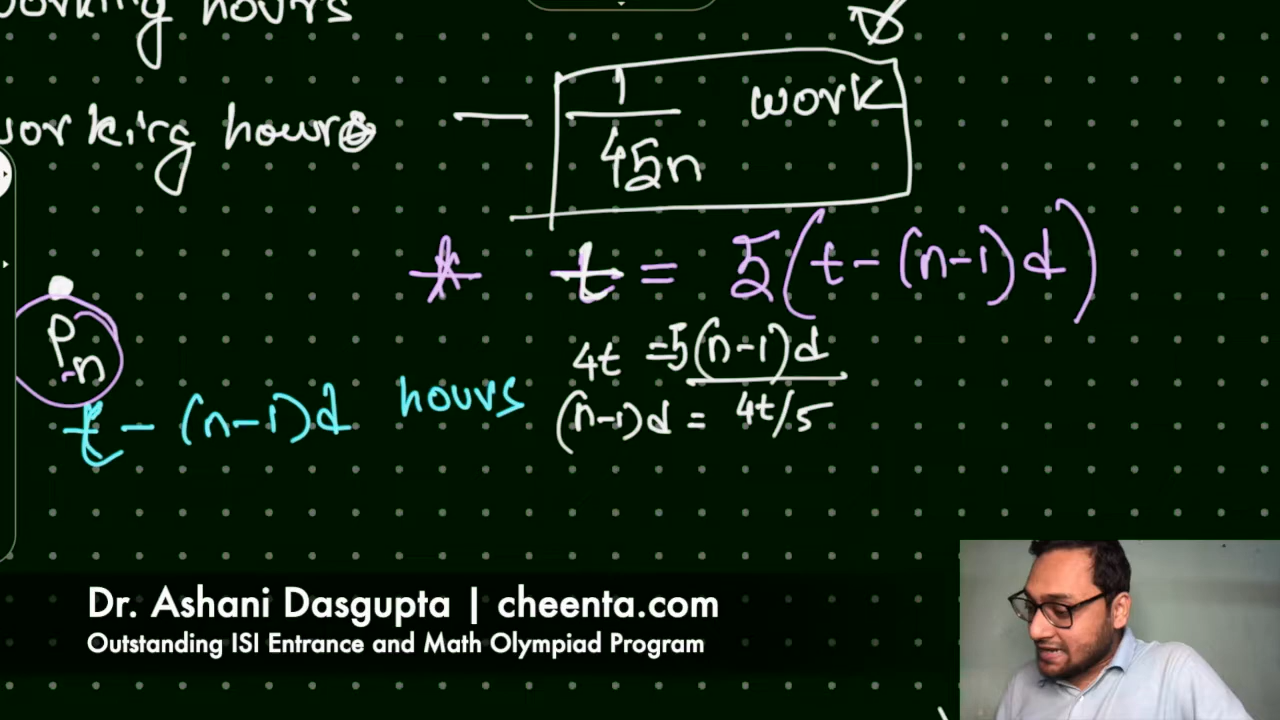 working hours
working hours — 1/45n work
t = 5(t-(n-1)d)
Pn
4t = 5(n-1)d
t - (n-1)d hours
(n-1)d = 4t/5
Dr. Ashani Dasgupta | cheenta.com
Outstanding ISI Entrance and Math Olympiad Program